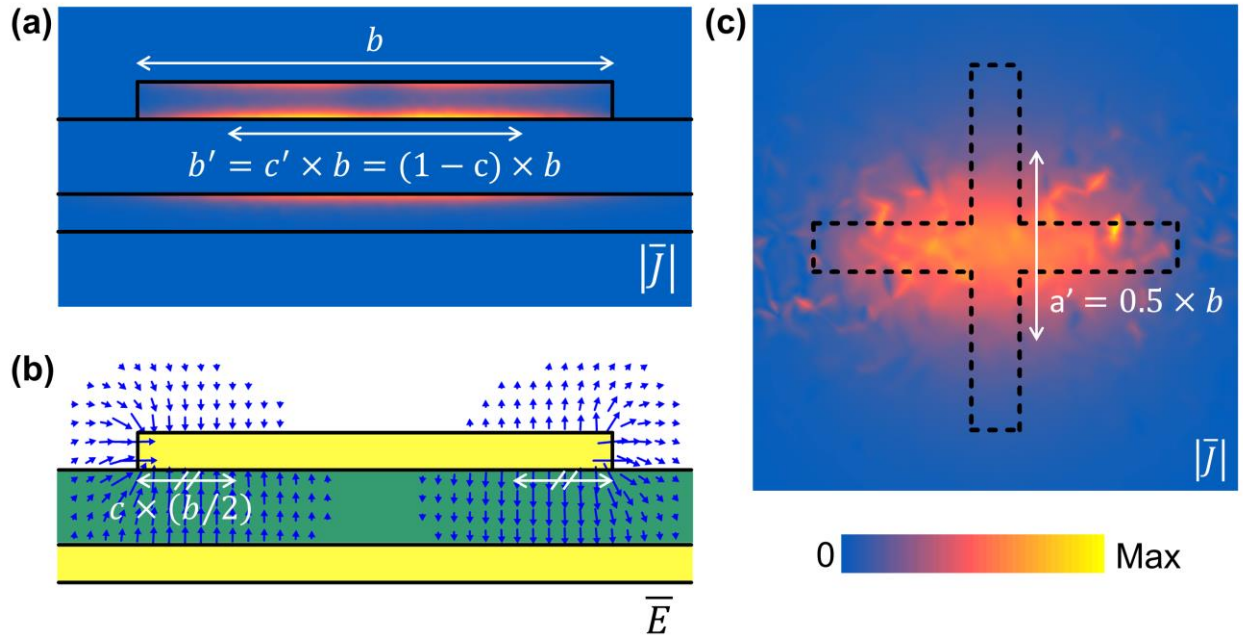 (a)
b
b′ = c′ × b = (1 − c) × b
|J̅|
(b)
c × (b/2)
E̅
(c)
a' = 0.5 × b
|J̅|
0
Max